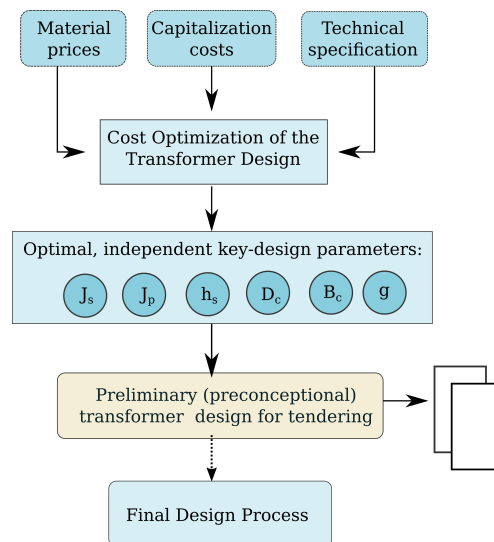 Material
prices
Capitalization
costs
Technical
specification
Cost Optimization of the
Transformer Design
Optimal, independent key-design parameters:
Js Jp hs Dc Bc g
Preliminary (preconceptional)
transformer design for tendering
Final Design Process